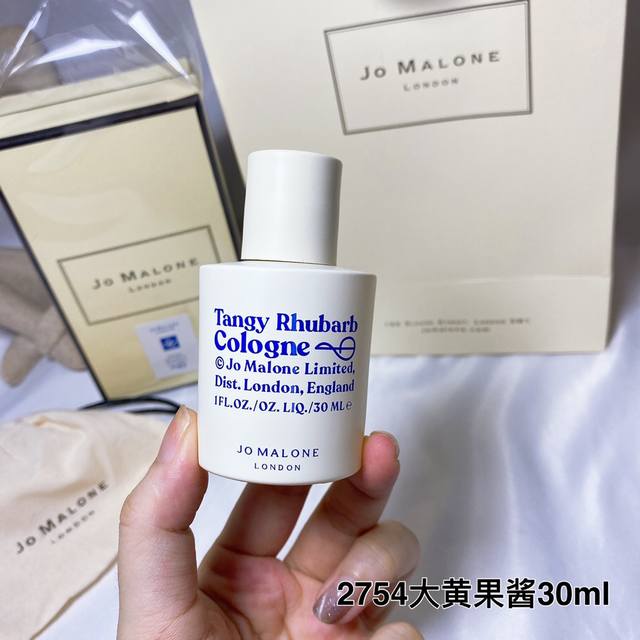 JO MALONE
LONDON
JO MALONE
LONDON
Tangy Rhubarb
Cologne
©Jo Malone Limited,
Dist. London, England
1FL.OZ./OZ. LIQ./30 ML e
JO MALONE
LONDON
JO MALONE
LONDON
2754大黄果酱30ml